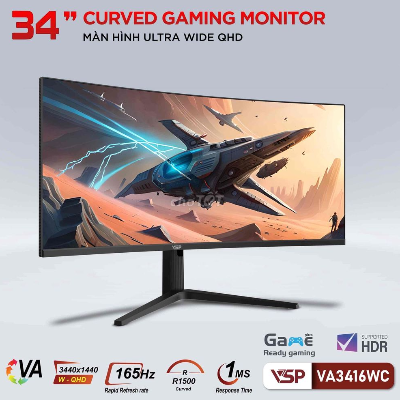 34” CURVED GAMING MONITOR
MÀN HÌNH ULTRA WIDE QHD
GAME
Ready gaming
SUPPORTED
HDR
VA
3440x1440
W - QHD
165Hz
Rapid Refresh rate
R
R1500
Curved
1MS
Response Time
VSP
VA3416WC